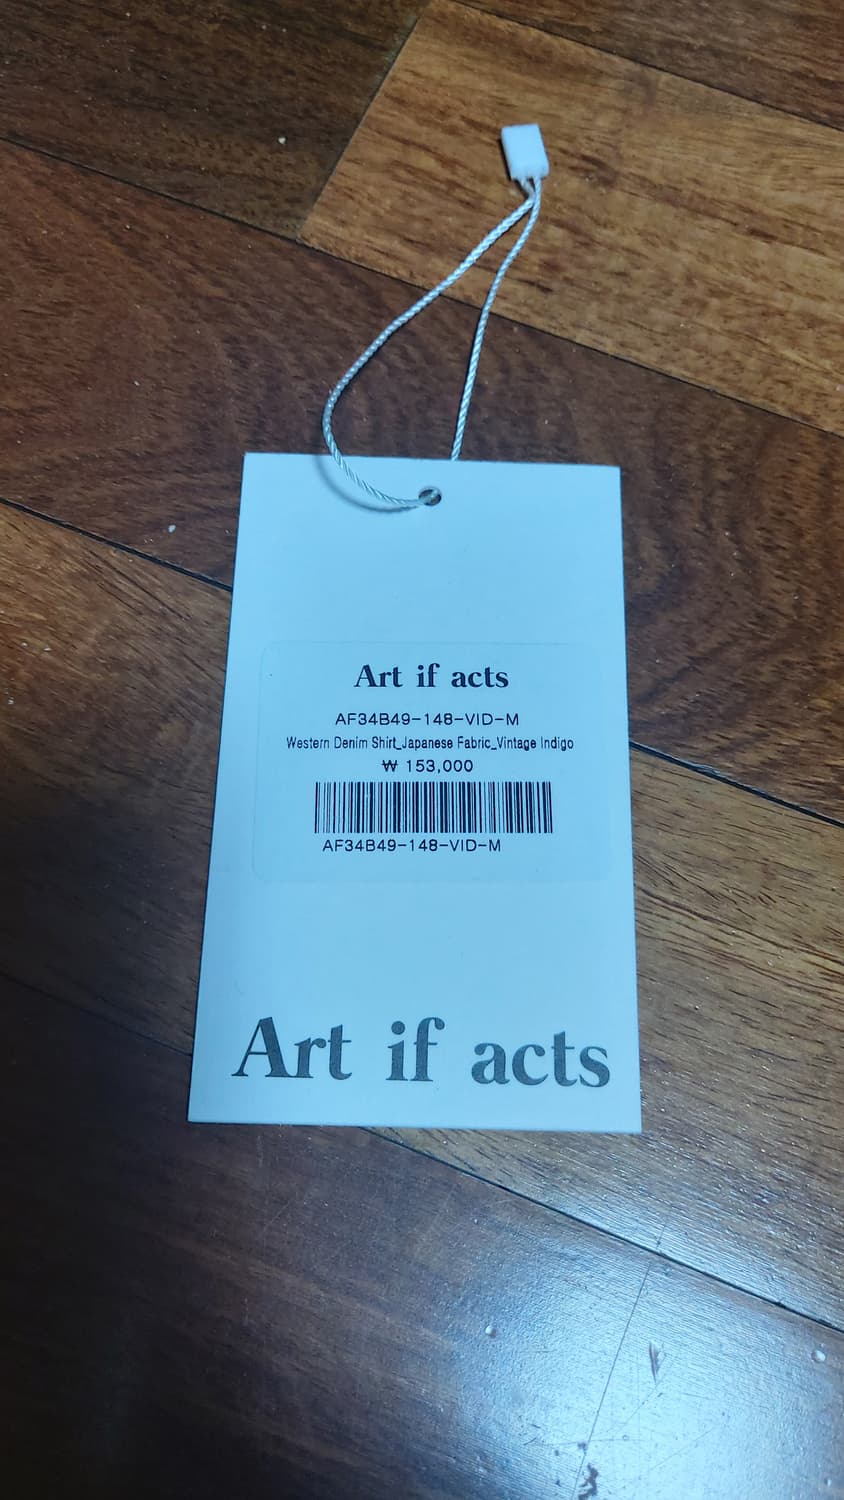 Art if acts
AF34B49-148-VID-M
Western Denim Shirt_Japanese Fabric_Vintage Indigo
₩ 153,000
AF34B49-148-VID-M
Art if acts